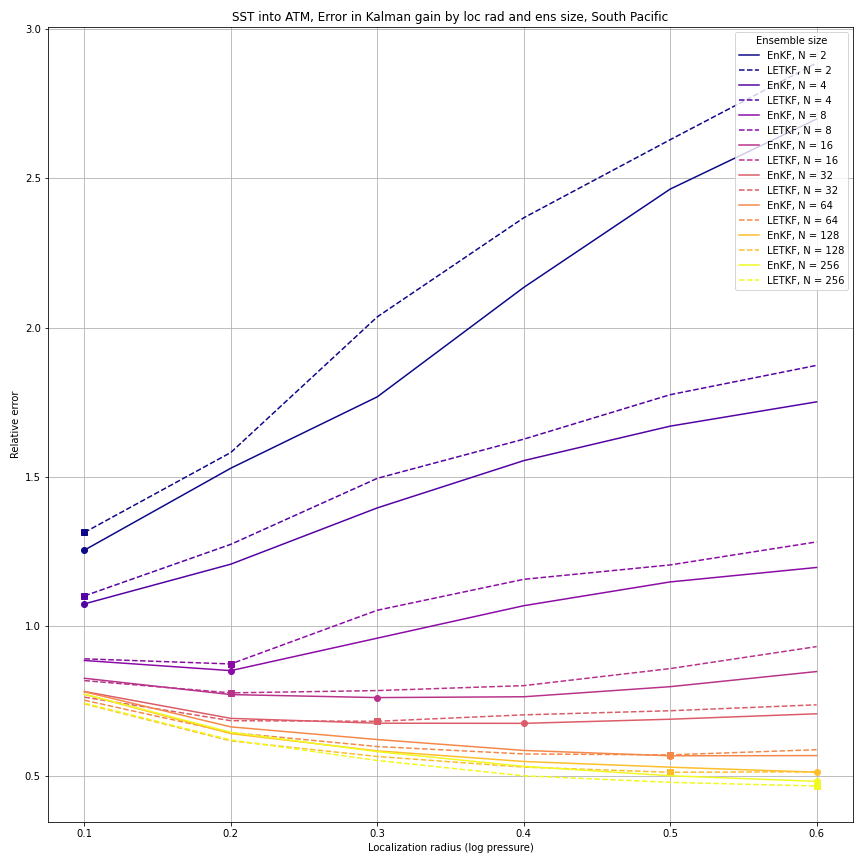 SST into ATM, Error in Kalman gain by loc rad and ens size, South Pacific
3.0
2.5
2.0
1.5
1.0
0.5
Relative error
Ensemble size
EnKF, N = 2
LETKF, N = 2
EnKF, N = 4
LETKF, N = 4
EnKF, N = 8
LETKF, N = 8
EnKF, N = 16
LETKF, N = 16
EnKF, N = 32
LETKF, N = 32
EnKF, N = 64
LETKF, N = 64
EnKF, N = 128
LETKF, N = 128
EnKF, N = 256
LETKF, N = 256
0.1 0.2 0.3 0.4 0.5 0.6
Localization radius (log pressure)